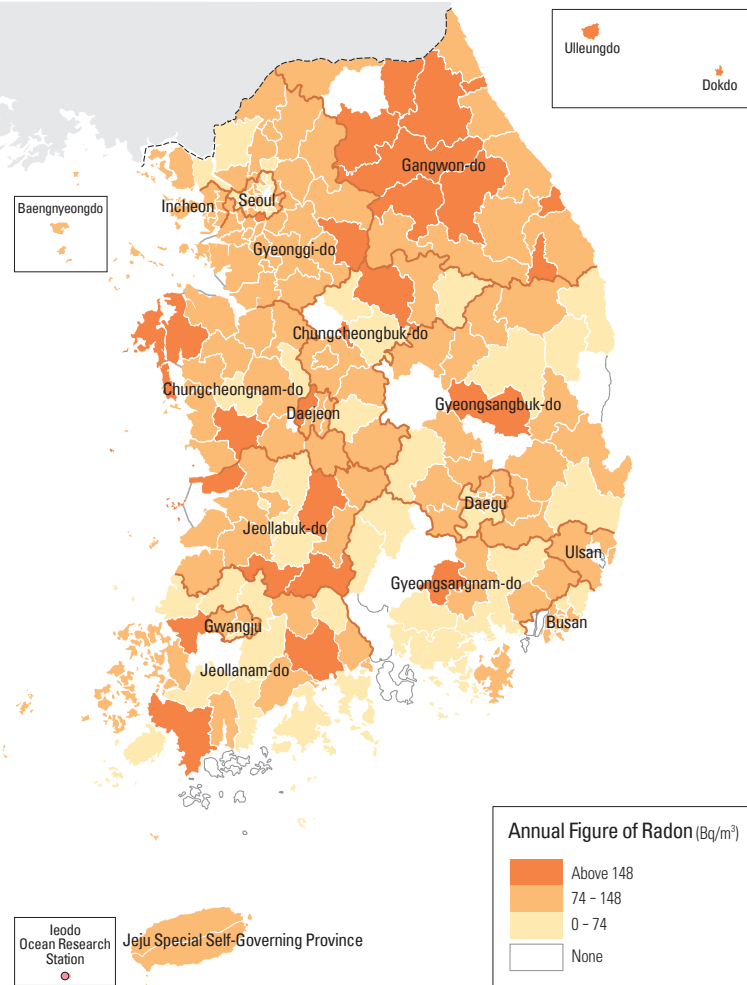 Ulleungdo
Dokdo
Gangwon-do
Seoul
Incheon
Baengnyeongdo
Gyeonggi-do
Chungcheongbuk-do
Chungcheongnam-do
Gyeongsangbuk-do
Daejeon
Daegu
Jeollabuk-do
Ulsan
Gyeongsangnam-do
Busan
Gwangju
Jeollanam-do
Annual Figure of Radon (Bq/m³)
Above 148
74 – 148
0 – 74
None
Ieodo
Ocean Research
Station
Jeju Special Self-Governing Province